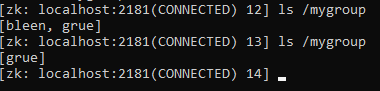 [zk: localhost:2181(CONNECTED) 12] ls /mygroup
[bleen, grue]
[zk: localhost:2181(CONNECTED) 13] ls /mygroup
[grue]
[zk: localhost:2181(CONNECTED) 14]